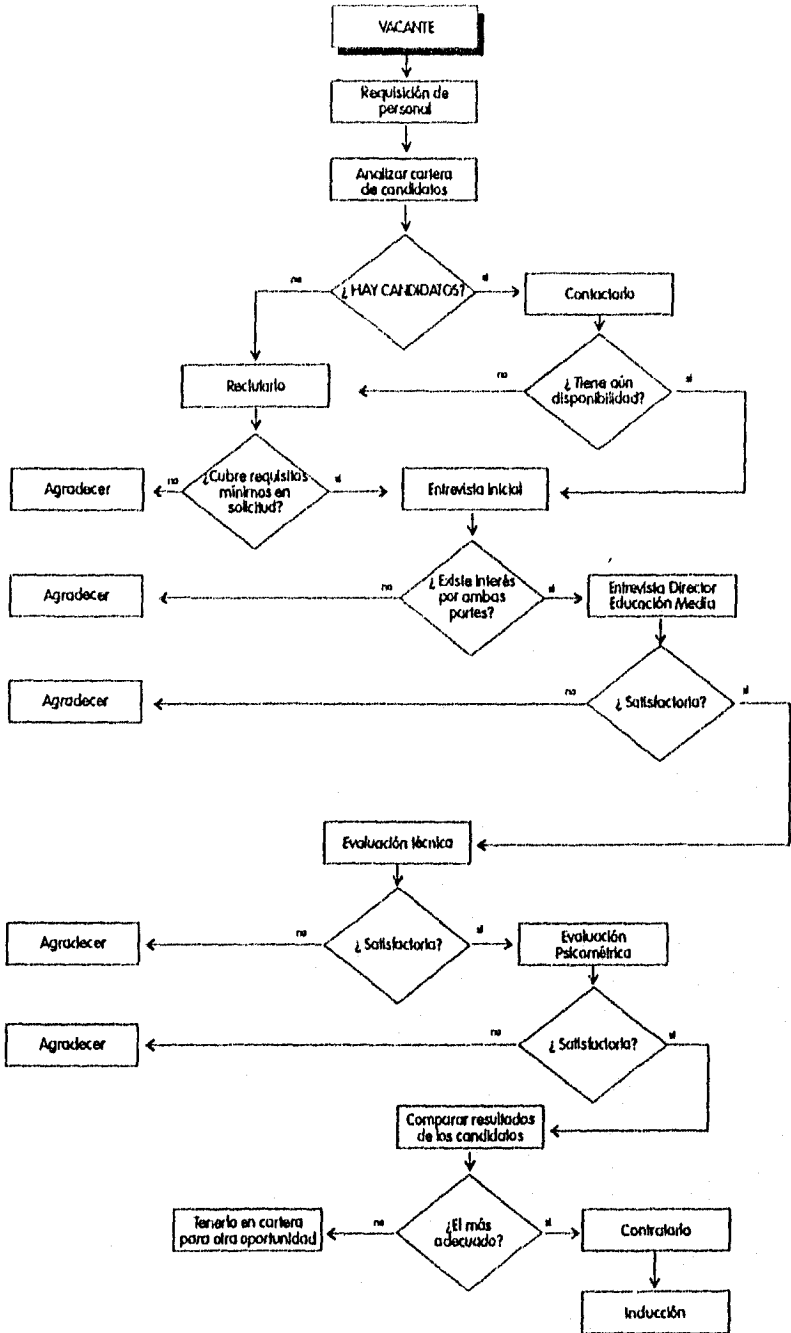 VACANTE
Requisición de
personal
Analizar cartera
de candidatos
¿ HAY CANDIDATOS?
no
si
Contactarlo
¿ Tiene aún
disponibilidad?
no
si
Reclutarlo
¿Cubre requisitos
mínimos en
solicitud?
no
si
Agradecer
Entrevista Inicial
¿ Existe interés
por ambas
partes?
no
si
Agradecer
Entrevista Director
Educación Media
¿ Satisfactoria?
no
si
Agradecer
Evaluación técnica
¿ Satisfactoria?
no
si
Agradecer
Evaluación
Psicométrica
¿ Satisfactoria?
no
si
Agradecer
Comparar resultados
de los candidatos
¿El más
adecuado?
no
si
Tenerlo en cartera
para otra oportunidad
Contratarlo
Inducción